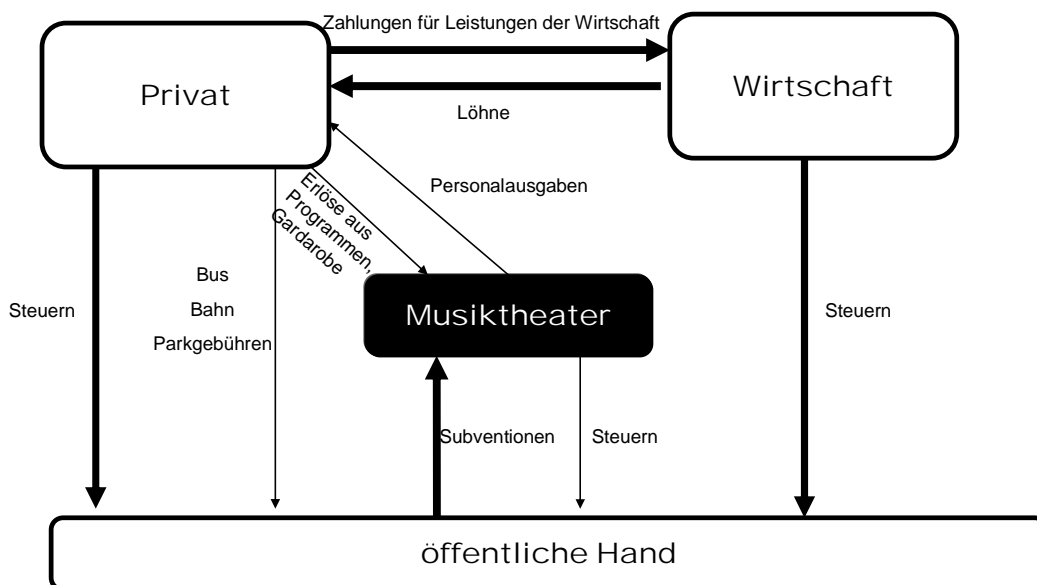 Zahlungen für Leistungen der Wirtschaft
Privat
Wirtschaft
Löhne
Personalausgaben
Erlöse aus
Programmen,
Gardarobe
Bus
Bahn
Parkgebühren
Steuern
Musiktheater
Steuern
Subventionen
Steuern
öffentliche Hand